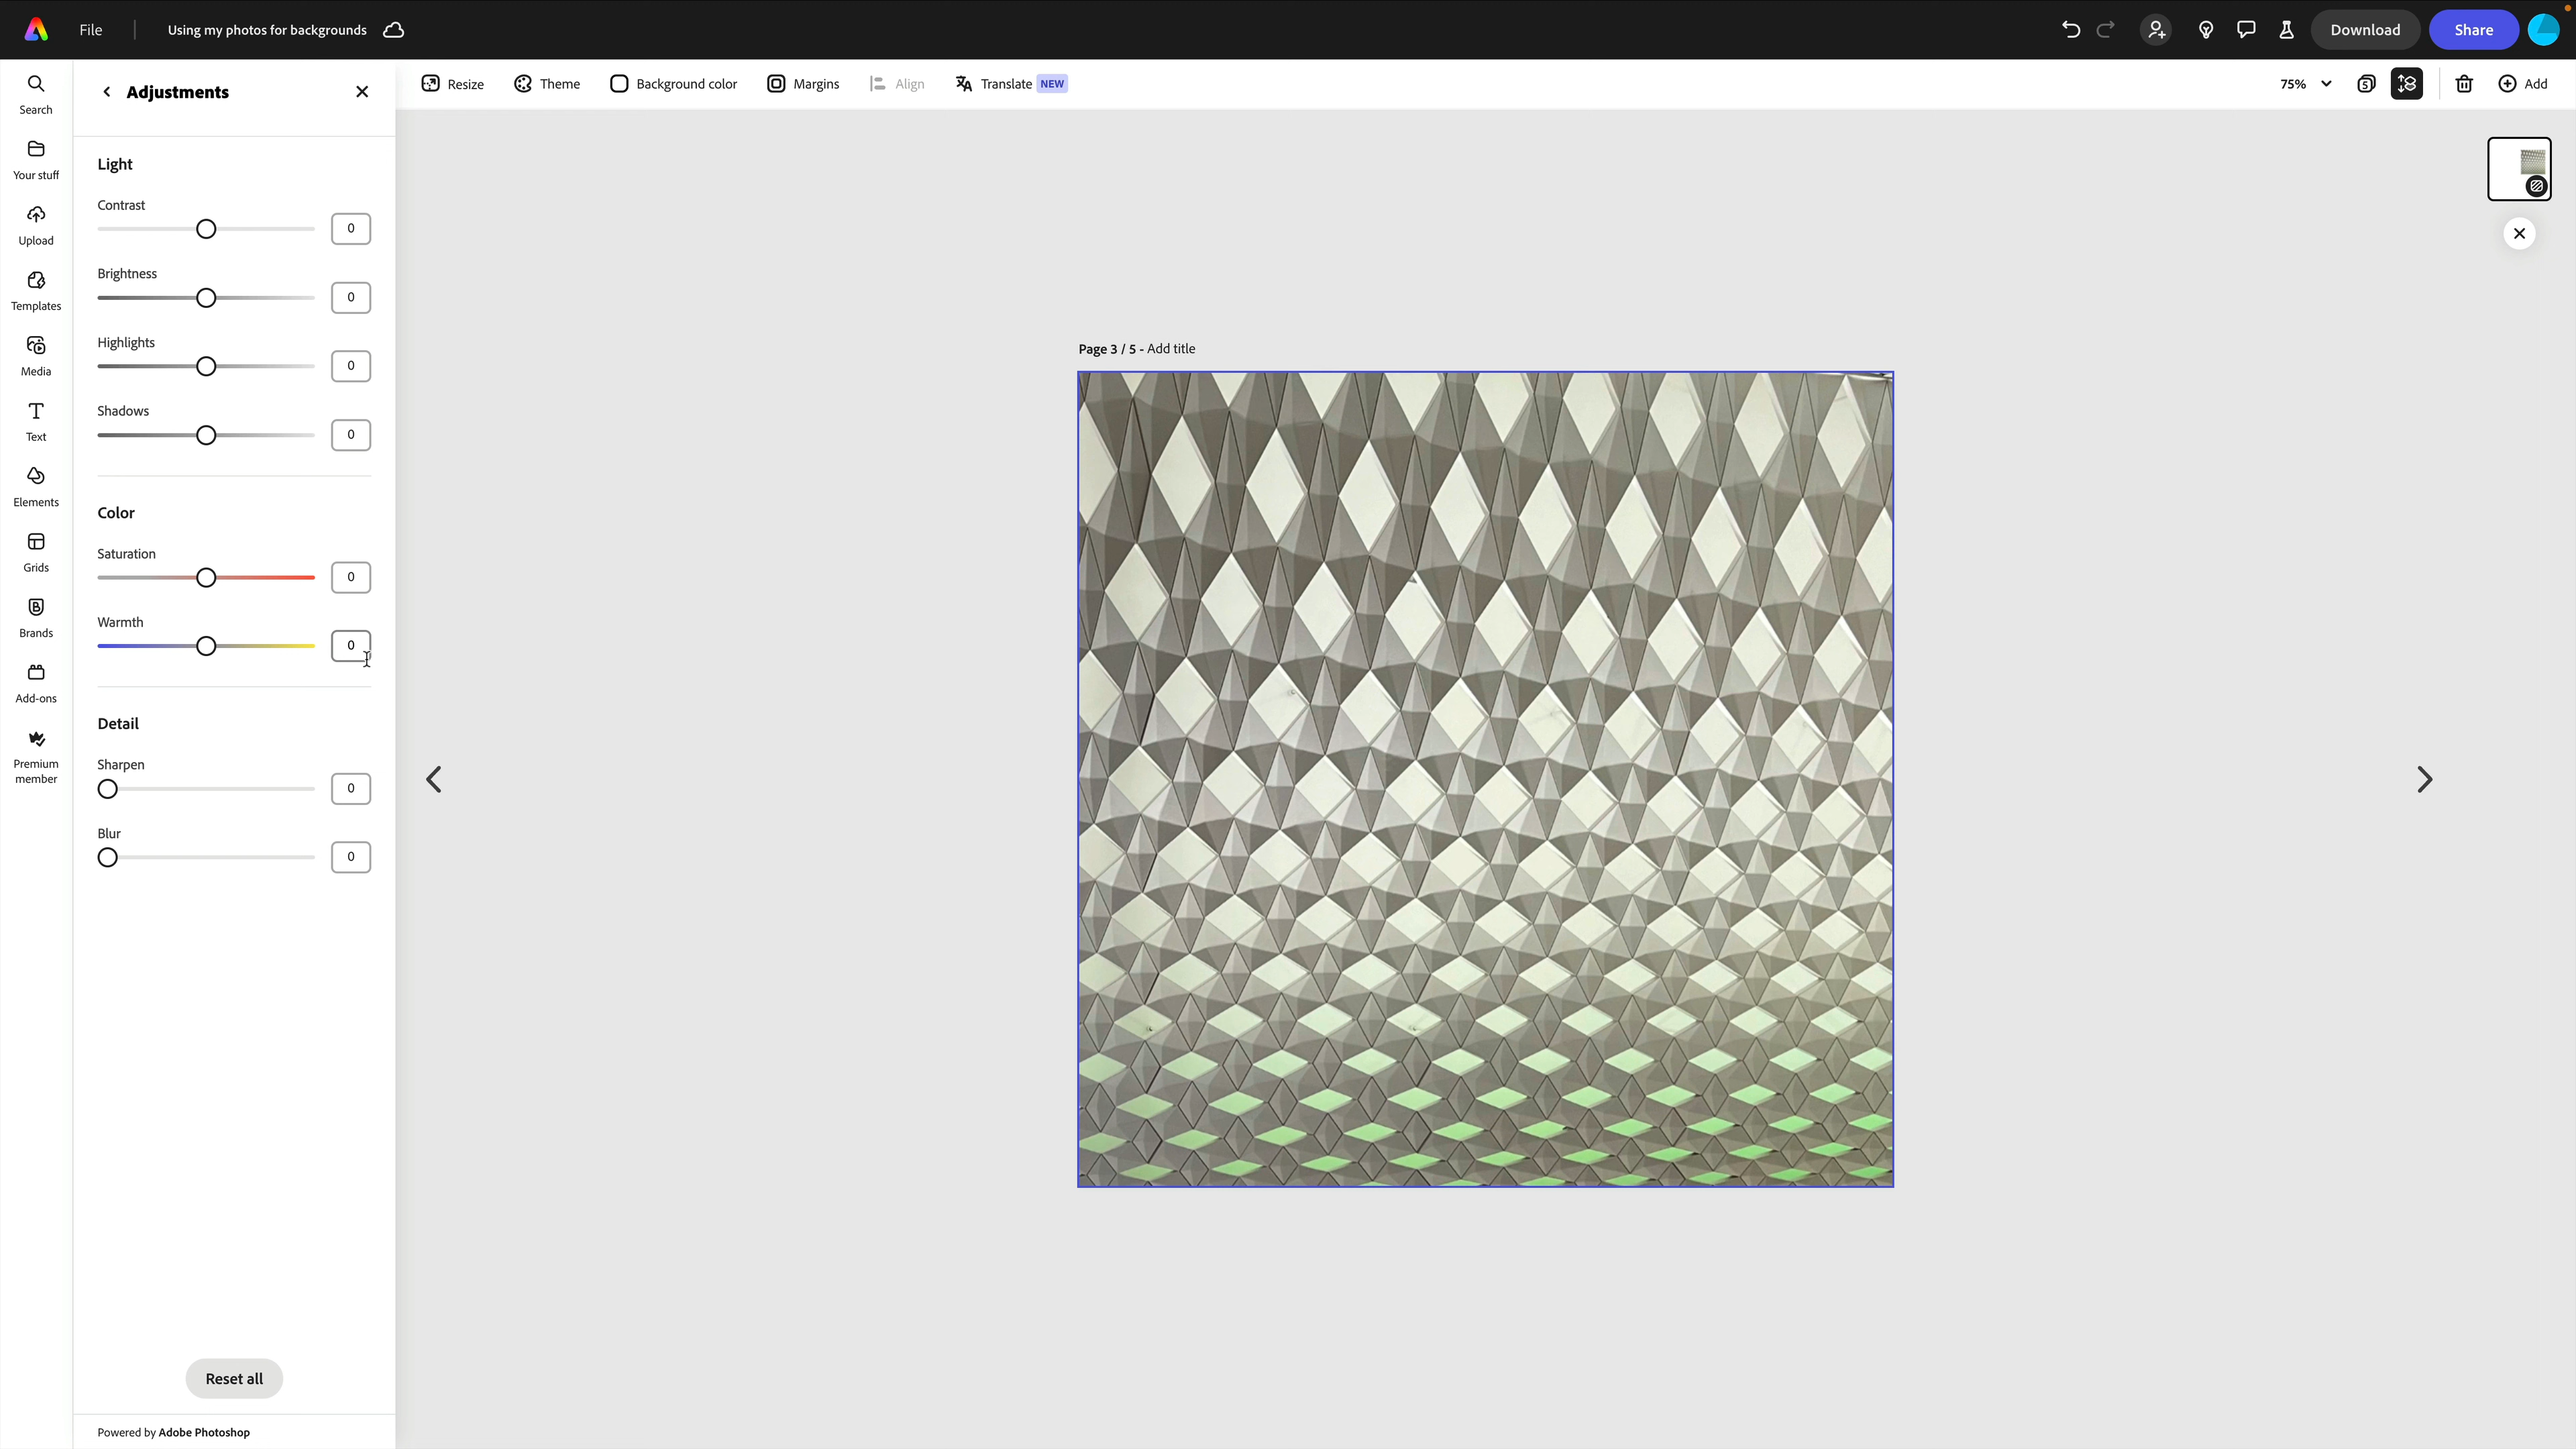 File
Using my photos for backgrounds
Download
Share
Search
Your stuff
Upload
Templates
Media
Text
Elements
Grids
Brands
Add-ons
Premium
member
Adjustments
Light
Contrast
0
Brightness
0
Highlights
0
Shadows
0
Color
Saturation
0
Warmth
0
Detail
Sharpen
0
Blur
0
Reset all
Powered by Adobe Photoshop
Resize
Theme
Background color
Margins
Align
Translate NEW
75%
5
Add
Page 3 / 5 - Add title